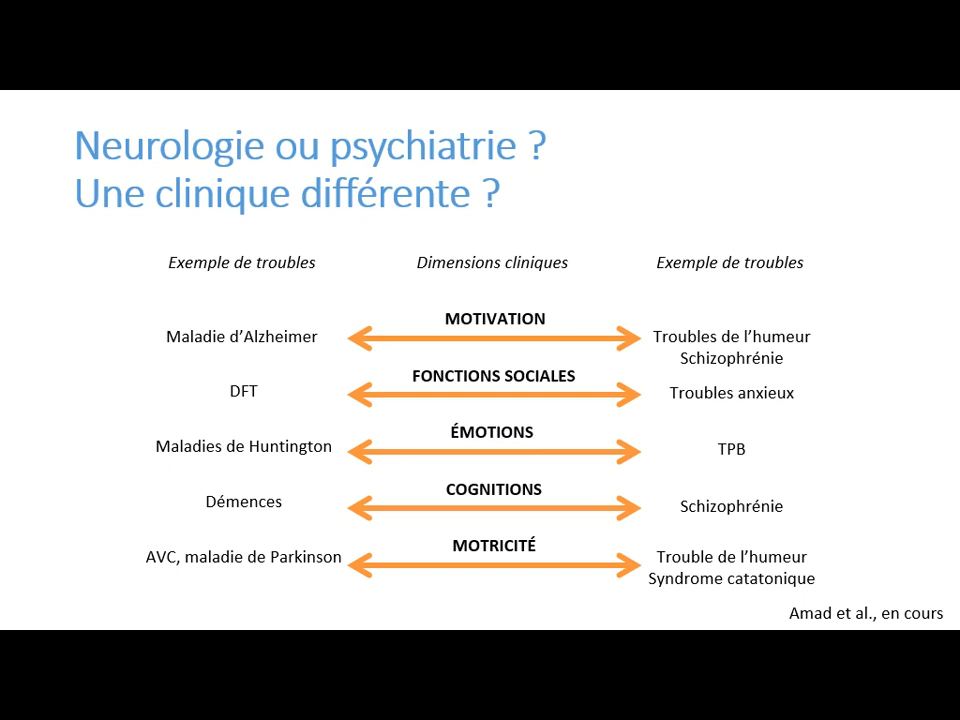 Neurologie ou psychiatrie ?
Une clinique différente ?
Exemple de troubles
Dimensions cliniques
Exemple de troubles
Maladie d’Alzheimer
MOTIVATION
Troubles de l’humeur
Schizophrénie
DFT
FONCTIONS SOCIALES
Troubles anxieux
Maladies de Huntington
ÉMOTIONS
TPB
Démences
COGNITIONS
Schizophrénie
AVC, maladie de Parkinson
MOTRICITÉ
Trouble de l’humeur
Syndrome catatonique
Amad et al., en cours